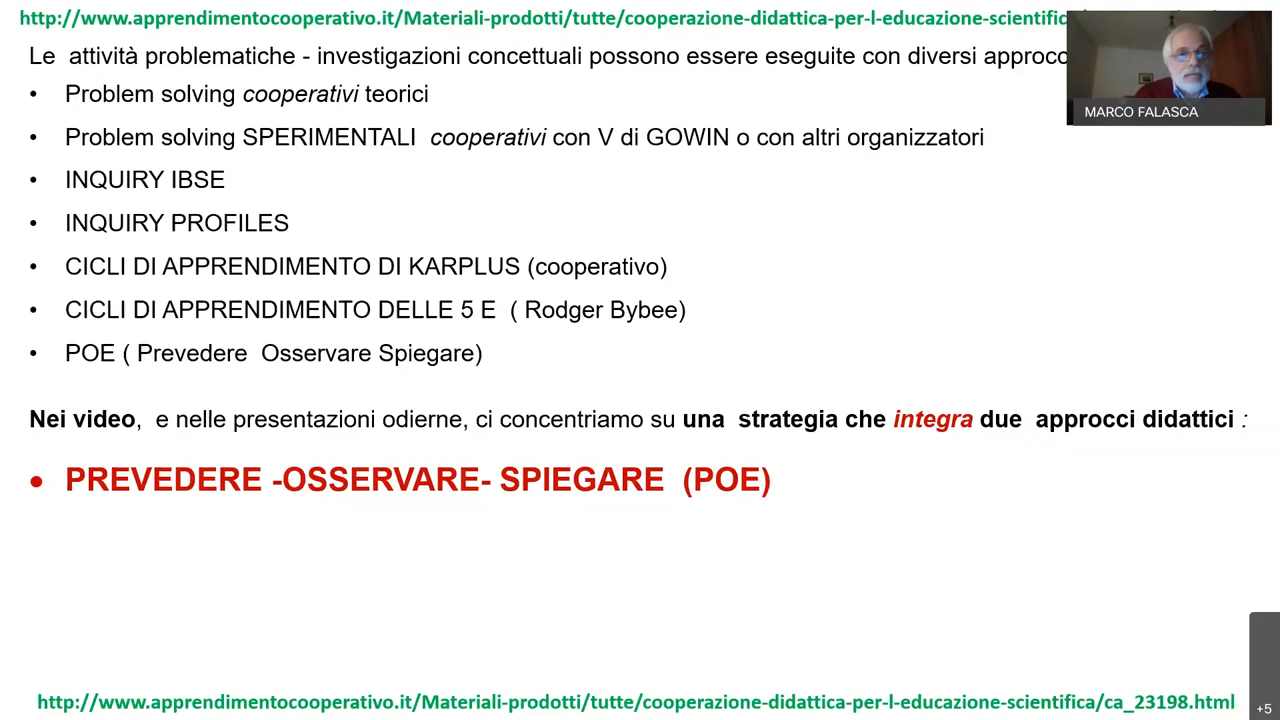 http://www.apprendimentocooperativo.it/Materiali-prodotti/tutte/cooperazione-didattica-per-l-educazione-scientifica/
Le attività problematiche - investigazioni concettuali possono essere eseguite con diversi
MARCO FALASCA
• Problem solving cooperativi teorici
• Problem solving SPERIMENTALI cooperativi con V di GOWIN o con altri organizzatori
• INQUIRY IBSE
• INQUIRY PROFILES
• CICLI DI APPRENDIMENTO DI KARPLUS (cooperativo)
• CICLI DI APPRENDIMENTO DELLE 5 E ( Rodger Bybee)
• POE ( Prevedere Osservare Spiegare)
Nei video, e nelle presentazioni odierne, ci concentriamo su una strategia che integra due approcci didattici :
• PREVEDERE -OSSERVARE- SPIEGARE (POE)
http://www.apprendimentocooperativo.it/Materiali-prodotti/tutte/cooperazione-didattica-per-l-educazione-scientifica/ca_23198.html
+5